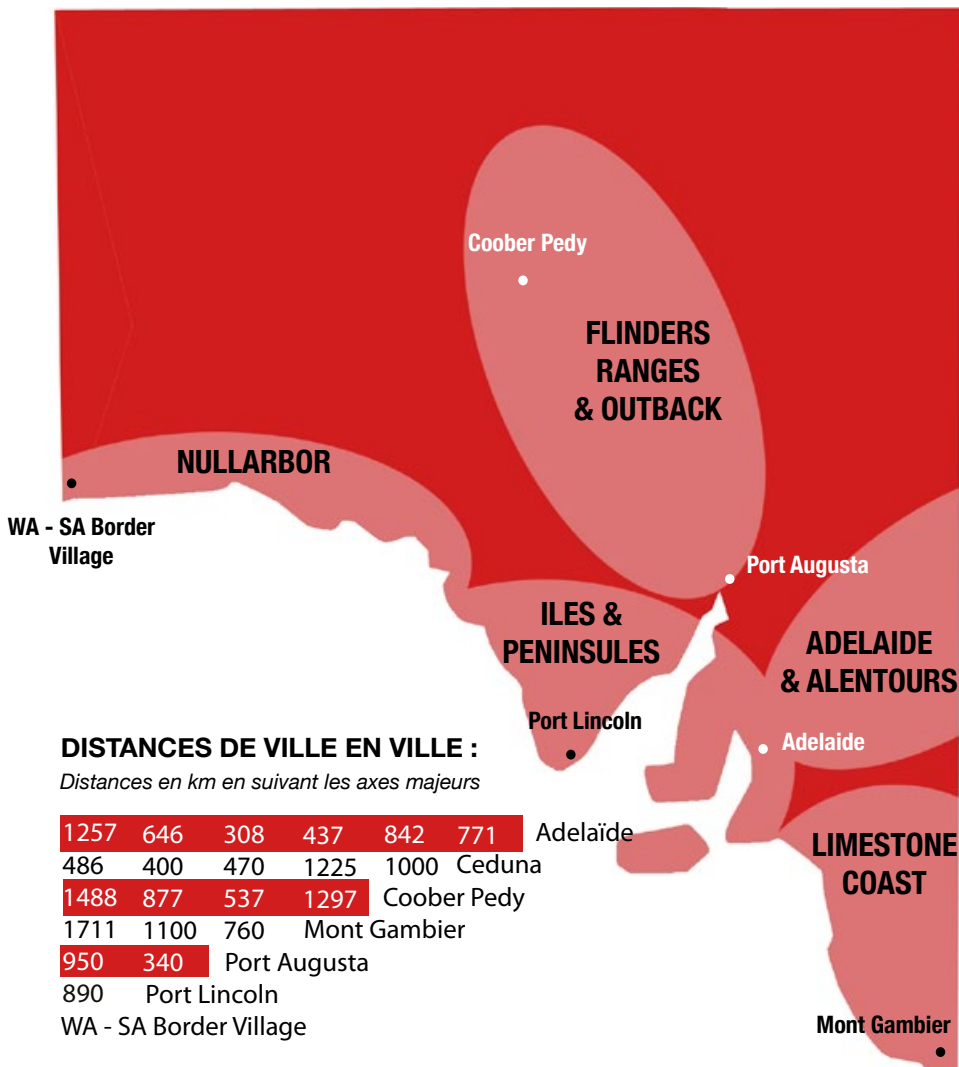 Coober Pedy
FLINDERS
RANGES
& OUTBACK
NULLARBOR
WA - SA Border
Village
Port Augusta
ILES &
PENINSULES
ADELAIDE
& ALENTOURS
Port Lincoln
Adelaide
DISTANCES DE VILLE EN VILLE :
Distances en km en suivant les axes majeurs
1257 646 308 437 842 771 Adelaïde
486 400 470 1225 1000 Ceduna
1488 877 537 1297 Coober Pedy
1711 1100 760 Mont Gambier
950 340 Port Augusta
890 Port Lincoln
WA - SA Border Village
LIMESTONE
COAST
Mont Gambier